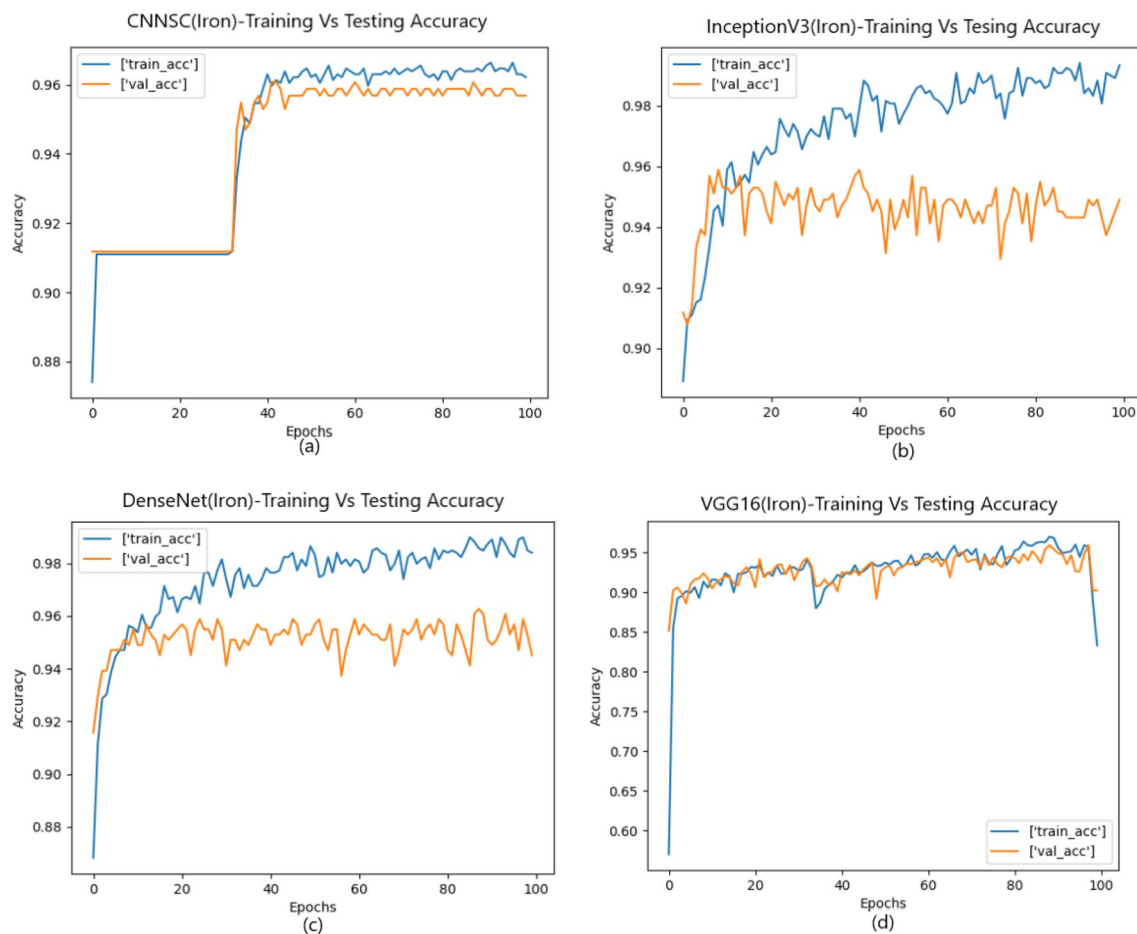 CNNSC(Iron)-Training Vs Testing Accuracy
['train_acc']
['val_acc']
0.96
0.94
0.92
0.90
0.88
Accuracy
0 20 40 60 80 100
Epochs
(a)
InceptionV3(Iron)-Training Vs Tesing Accuracy
['train_acc']
['val_acc']
0.98
0.96
0.94
0.92
0.90
Accuracy
0 20 40 60 80 100
Epochs
(b)
DenseNet(Iron)-Training Vs Testing Accuracy
['train_acc']
['val_acc']
0.98
0.96
0.94
0.92
0.90
0.88
Accuracy
0 20 40 60 80 100
Epochs
(c)
VGG16(Iron)-Training Vs Testing Accuracy
0.95
0.90
0.85
0.80
0.75
0.70
0.65
0.60
Accuracy
['train_acc']
['val_acc']
0 20 40 60 80 100
Epochs
(d)